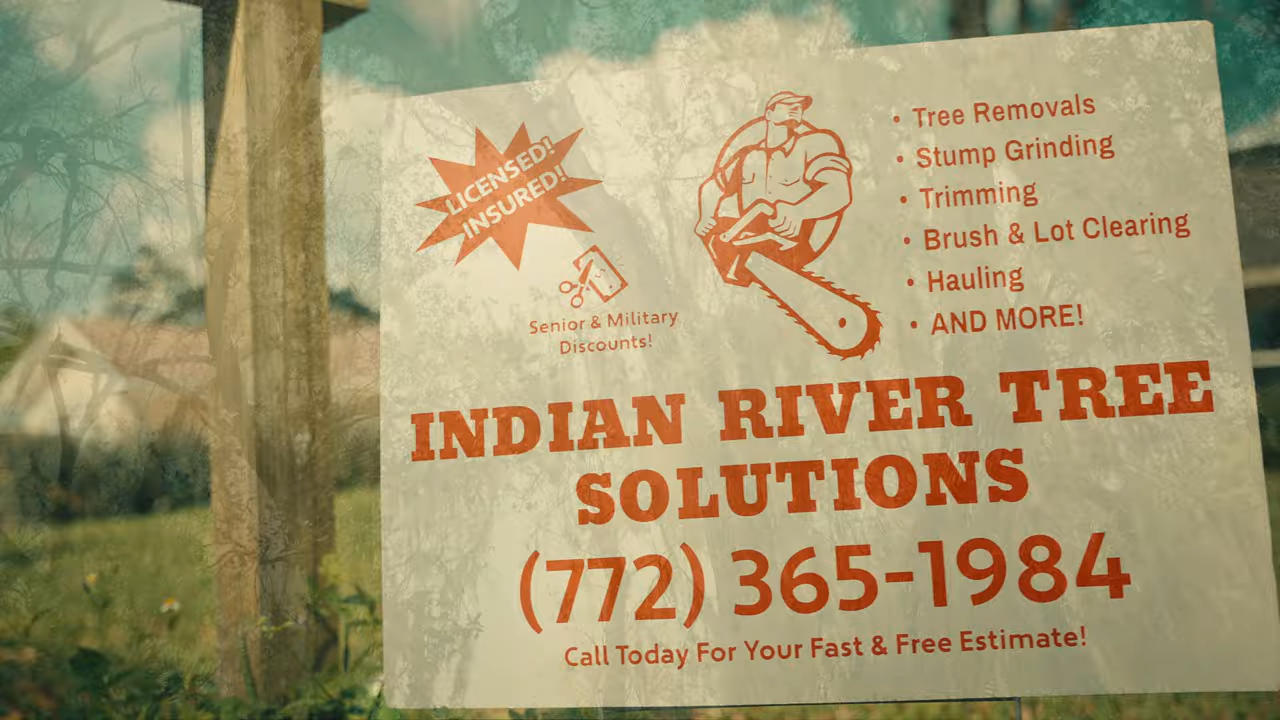 LICENSED!
INSURED!
Senior & Military
Discounts!
• Tree Removals
• Stump Grinding
• Trimming
• Brush & Lot Clearing
• Hauling
• AND MORE!
INDIAN RIVER TREE
SOLUTIONS
(772) 365-1984
Call Today For Your Fast & Free Estimate!